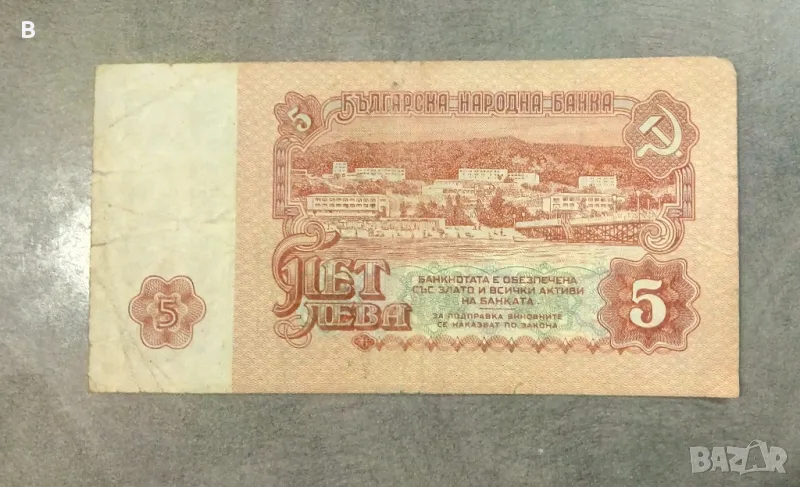 B
5
БЪЛГАРСКА НАРОДНА БАНКА
ПЕТ
ЛЕВА
БАНКНОТАТА Е ОБЕЗПЕЧЕНА
СЪС ЗЛАТО И ВСИЧКИ АКТИВИ
НА БАНКАТА
ЗА ПОДПРАВКА ВИНОВНИТЕ
СЕ НАКАЗВАТ ПО ЗАКОНА
5
5
BAZAR